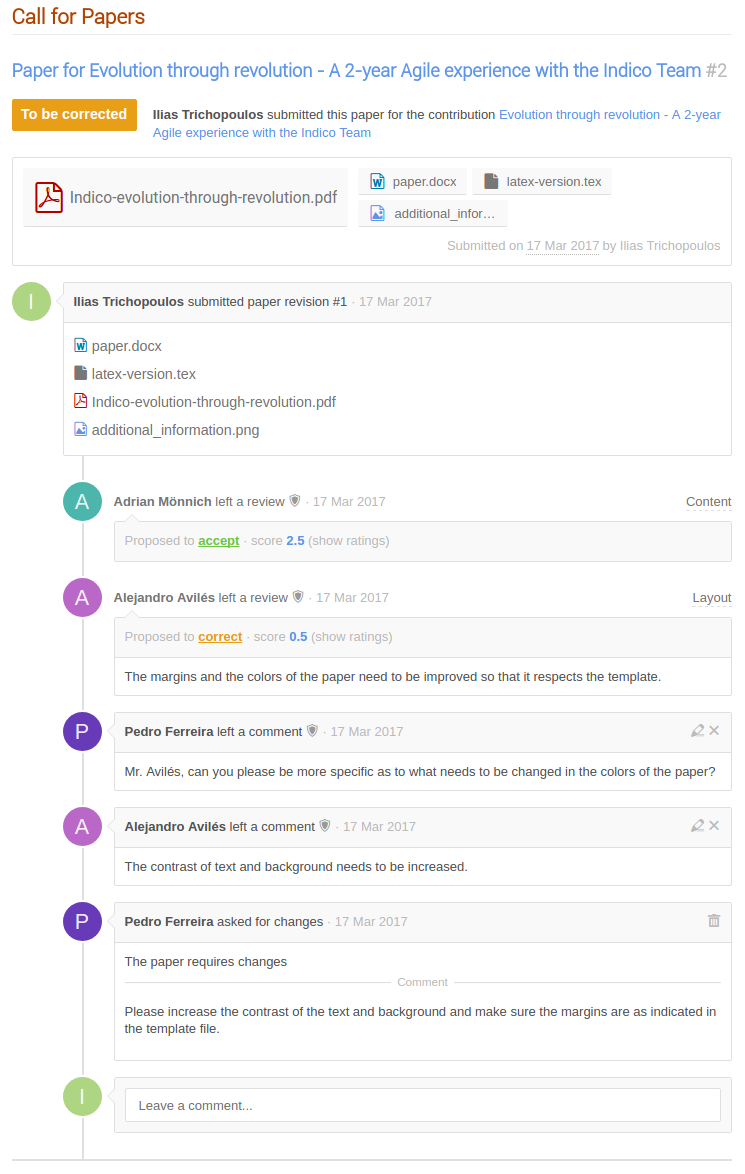 Call for Papers
Paper for Evolution through revolution - A 2-year Agile experience with the Indico Team #2
To be corrected
Ilias Trichopoulos submitted this paper for the contribution Evolution through revolution - A 2-year
Agile experience with the Indico Team
Indico-evolution-through-revolution.pdf
paper.docx
latex-version.tex
additional_infor...
Submitted on 17 Mar 2017 by Ilias Trichopoulos
I
Ilias Trichopoulos submitted paper revision #1 · 17 Mar 2017
paper.docx
latex-version.tex
Indico-evolution-through-revolution.pdf
additional_information.png
A
Adrian Mönnich left a review · 17 Mar 2017
Content
Proposed to accept · score 2.5 (show ratings)
A
Alejandro Avilés left a review · 17 Mar 2017
Layout
Proposed to correct · score 0.5 (show ratings)
The margins and the colors of the paper need to be improved so that it respects the template.
P
Pedro Ferreira left a comment · 17 Mar 2017
Mr. Avilés, can you please be more specific as to what needs to be changed in the colors of the paper?
A
Alejandro Avilés left a comment · 17 Mar 2017
The contrast of text and background needs to be increased.
P
Pedro Ferreira asked for changes · 17 Mar 2017
The paper requires changes
Comment
Please increase the contrast of the text and background and make sure the margins are as indicated in
the template file.
I
Leave a comment...